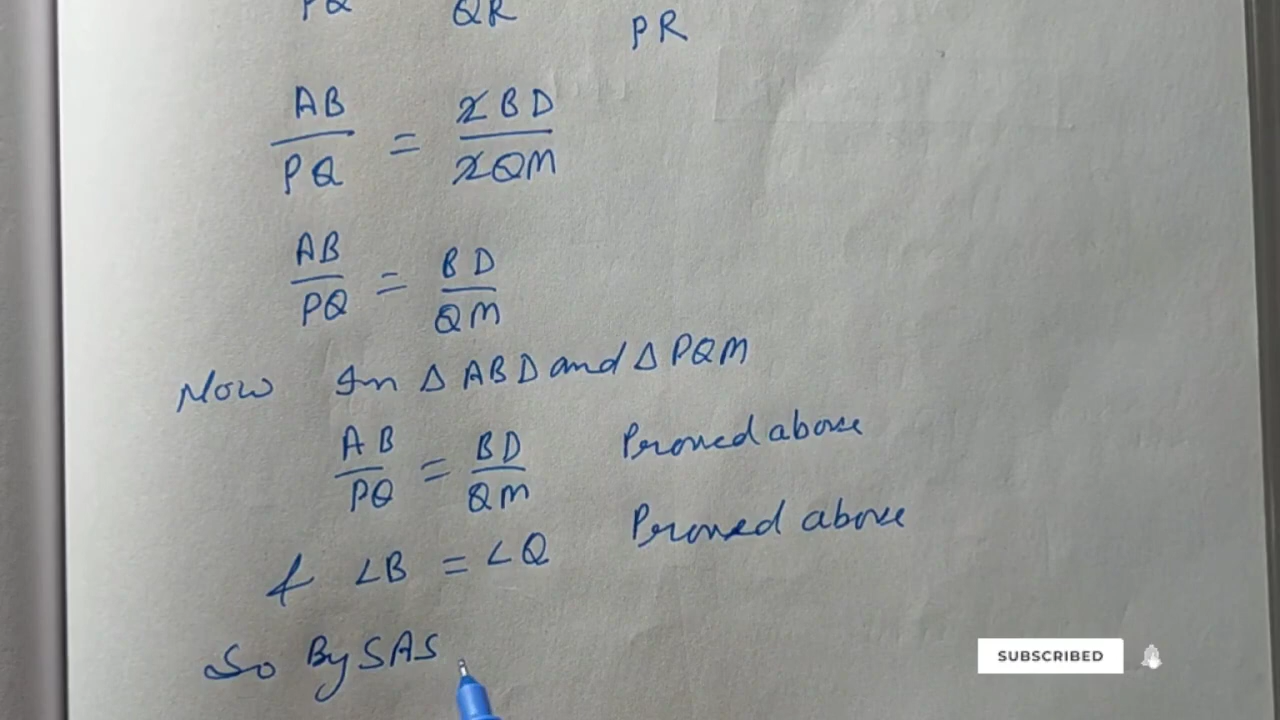 PQ QR PR
AB / PQ = 2BD / 2QM
AB / PQ = BD / QM
Now In Δ ABD and Δ PQM
AB / PQ = BD / QM Proved above
& ∠B = ∠Q Proved above
So By SAS
SUBSCRIBED